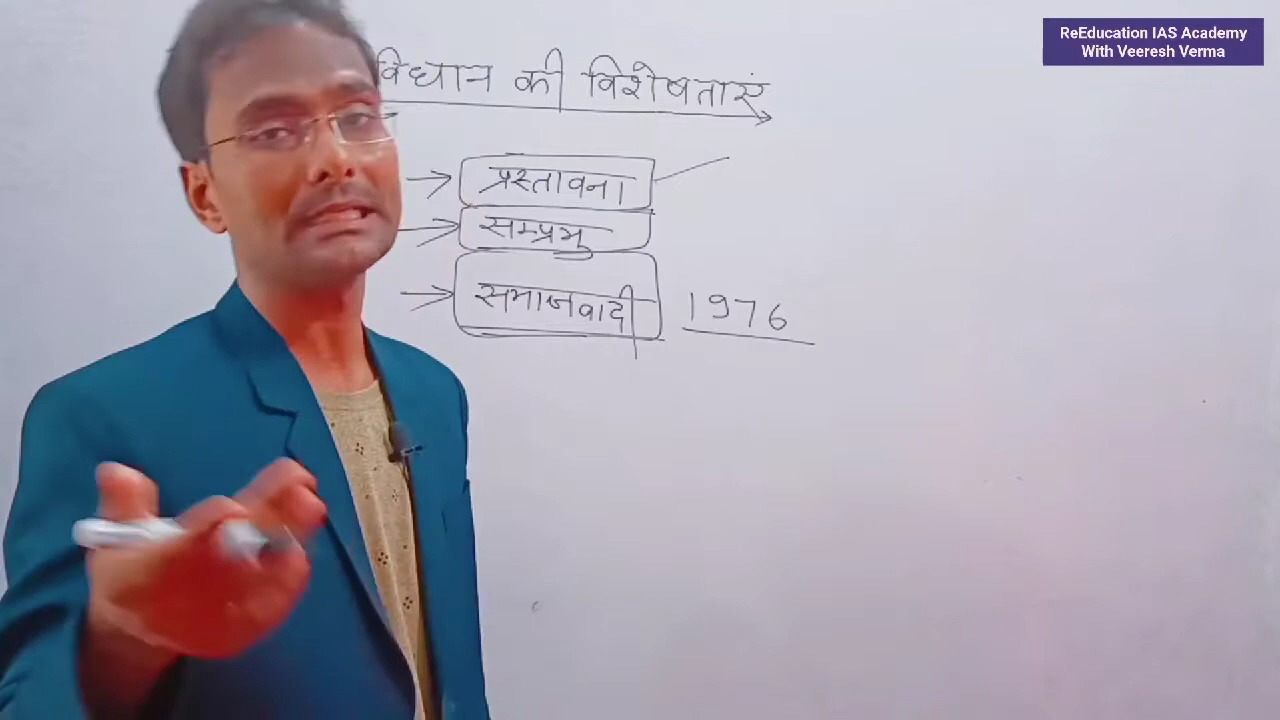 ReEducation IAS Academy
With Veeresh Verma
विधान की विशेषताएं
प्रस्तावना
सम्प्रभु
समाजवादी 1976